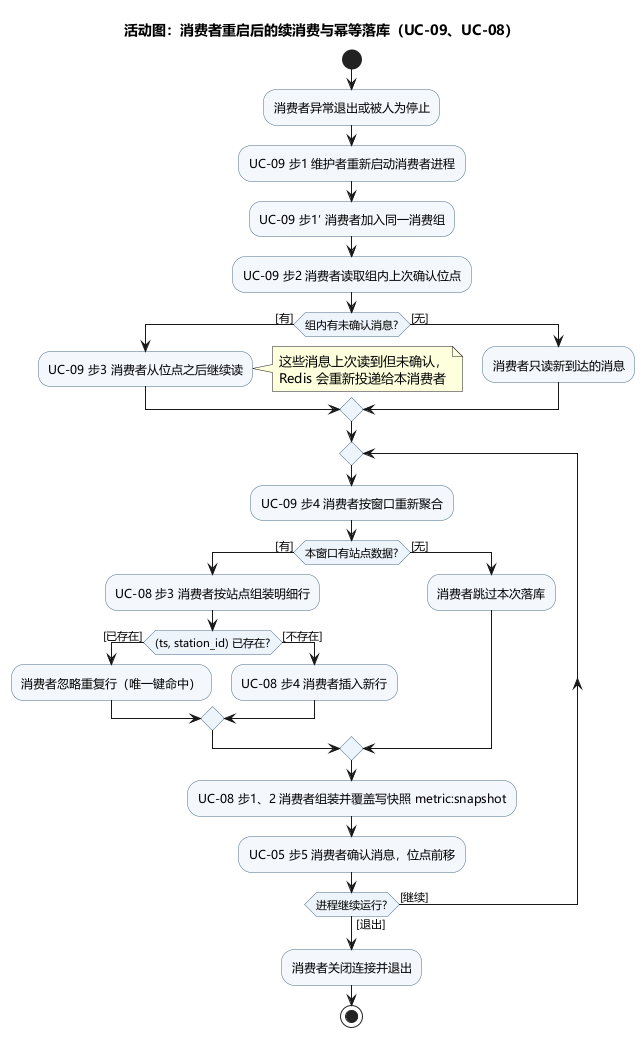 活动图：消费者重启后的续消费与幂等落库（UC-09、UC-08）
消费者异常退出或被人为停止
UC-09 步1 维护者重新启动消费者进程
UC-09 步1' 消费者加入同一消费组
UC-09 步2 消费者读取组内上次确认位点
[有]
组内有未确认消息?
[无]
UC-09 步3 消费者从位点之后继续读
这些消息上次读到但未确认，
Redis 会重新投递给本消费者
消费者只读新到达的消息
UC-09 步4 消费者按窗口重新聚合
[有]
本窗口有站点数据?
[无]
UC-08 步3 消费者按站点组装明细行
消费者跳过本次落库
[已存在]
(ts, station_id) 已存在?
[不存在]
消费者忽略重复行（唯一键命中）
UC-08 步4 消费者插入新行
UC-08 步1、2 消费者组装并覆盖写快照 metric:snapshot
UC-05 步5 消费者确认消息，位点前移
进程继续运行?
[继续]
[退出]
消费者关闭连接并退出